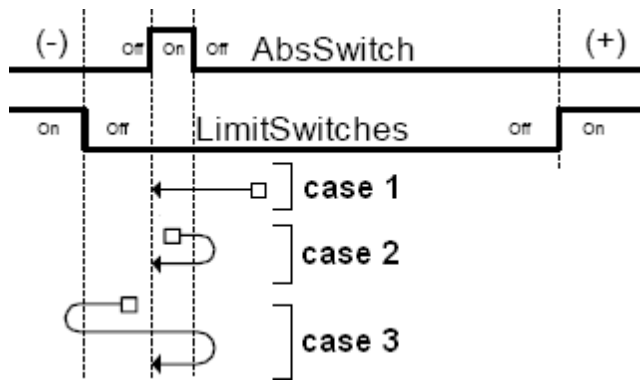 (-) Off On Off AbsSwitch (+)
On Off LimitSwitches Off On
case 1
case 2
case 3